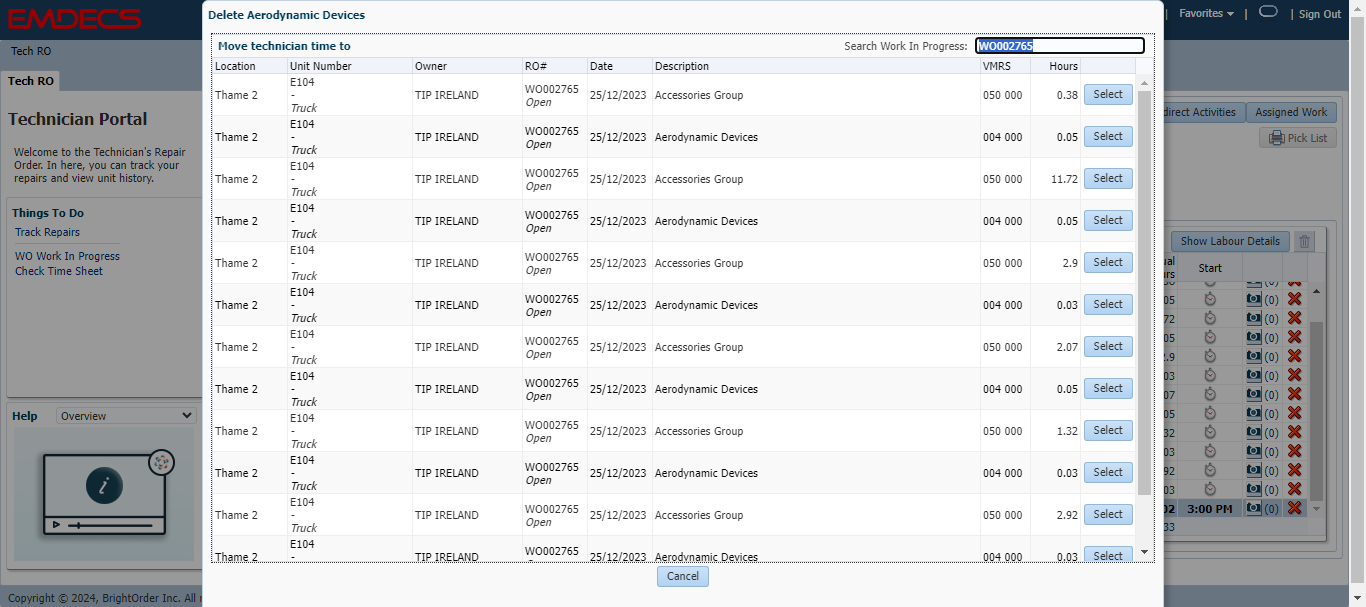 EMDECS
Delete Aerodynamic Devices
| Favorites | | Sign Out
Tech RO
Tech RO
Move technician time to Search Work In Progress: WO002765
Location Unit Number Owner RO# Date Description VMRS Hours
E104
-
Truck
Thame 2 TIP IRELAND WO002765
Open
25/12/2023 Accessories Group 050 000 0.38 Select
E104
-
Truck
Thame 2 TIP IRELAND WO002765
Open
25/12/2023 Aerodynamic Devices 004 000 0.05 Select
E104
-
Truck
Thame 2 TIP IRELAND WO002765
Open
25/12/2023 Accessories Group 050 000 11.72 Select
E104
-
Truck
Thame 2 TIP IRELAND WO002765
Open
25/12/2023 Aerodynamic Devices 004 000 0.05 Select
E104
-
Truck
Thame 2 TIP IRELAND WO002765
Open
25/12/2023 Accessories Group 050 000 2.9 Select
E104
-
Truck
Thame 2 TIP IRELAND WO002765
Open
25/12/2023 Aerodynamic Devices 004 000 0.03 Select
E104
-
Truck
Thame 2 TIP IRELAND WO002765
Open
25/12/2023 Accessories Group 050 000 2.07 Select
E104
-
Truck
Thame 2 TIP IRELAND WO002765
Open
25/12/2023 Aerodynamic Devices 004 000 0.05 Select
E104
-
Truck
Thame 2 TIP IRELAND WO002765
Open
25/12/2023 Accessories Group 050 000 1.32 Select
E104
-
Truck
Thame 2 TIP IRELAND WO002765
Open
25/12/2023 Aerodynamic Devices 004 000 0.03 Select
E104
-
Truck
Thame 2 TIP IRELAND WO002765
Open
25/12/2023 Accessories Group 050 000 2.92 Select
E104
-
Thame 2 TIP IRELAND WO002765
25/12/2023 Aerodynamic Devices 004 000 0.03 Select
Cancel
Technician Portal
Welcome to the Technician's Repair
Order. In here, you can track your
repairs and view unit history.
Things To Do
Track Repairs
WO Work In Progress
Check Time Sheet
Help Overview
i
Copyright © 2024, BrightOrder Inc. All
direct Activities Assigned Work
Pick List
Show Labour Details
ual
urs
Start
(0)
05 (0)
72 (0)
05 (0)
2.9 (0)
03 (0)
07 (0)
05 (0)
32 (0)
03 (0)
92 (0)
03 (0)
02 3:00 PM (0)
33